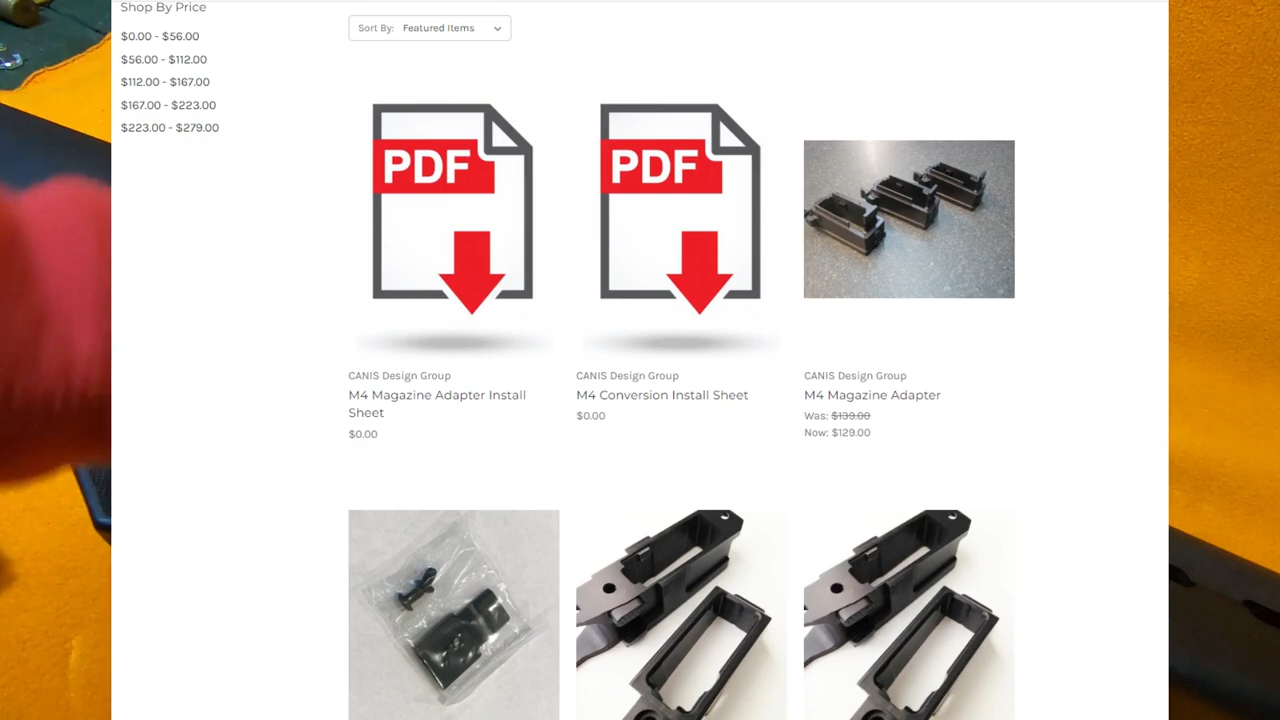 Shop By Price
$0.00 - $56.00
$56.00 - $112.00
$112.00 - $167.00
$167.00 - $223.00
$223.00 - $279.00
Sort By: Featured Items
PDF
PDF
CANIS Design Group
M4 Magazine Adapter Install
Sheet
$0.00
CANIS Design Group
M4 Conversion Install Sheet
$0.00
CANIS Design Group
M4 Magazine Adapter
Was: $139.00
Now: $129.00